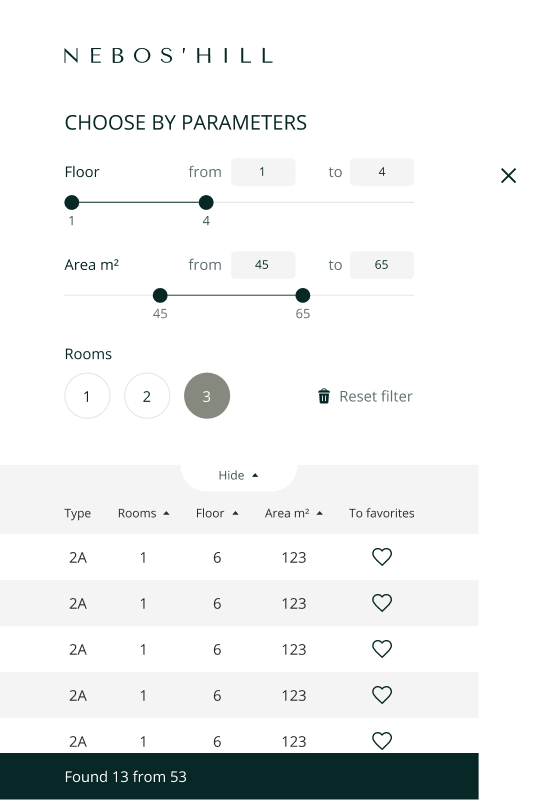 NEBOS'HILL
CHOOSE BY PARAMETERS
Floor from 1 to 4
1 4
Area m² from 45 to 65
45 65
Rooms
1 2 3 Reset filter
Hide
Type Rooms Floor Area m² To favorites
2A 1 6 123
2A 1 6 123
2A 1 6 123
2A 1 6 123
2A 1 6 123
Found 13 from 53